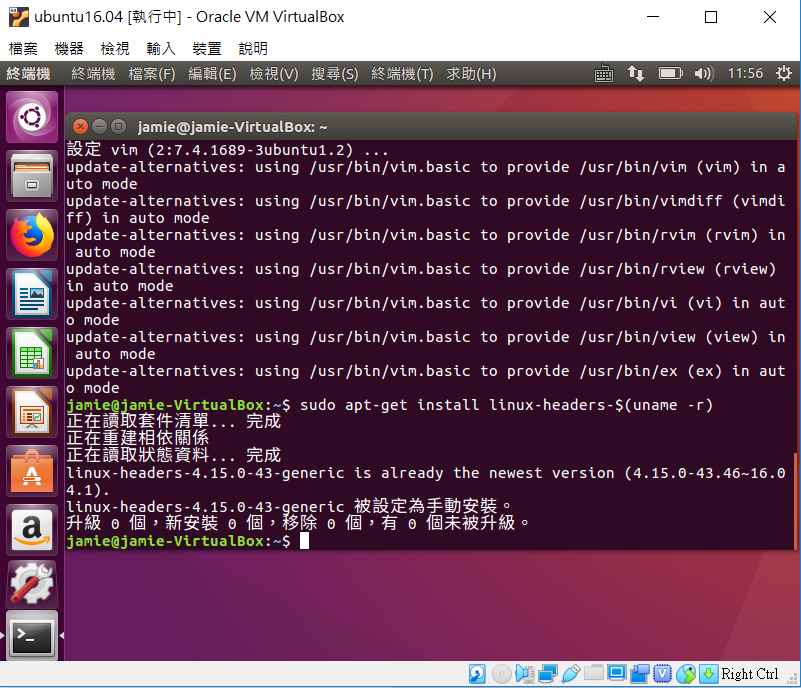 ubuntu16.04 [執行中] - Oracle VM VirtualBox
檔案 機器 檢視 輸入 裝置 說明
終端機 終端機 檔案(F) 編輯(E) 檢視(V) 搜尋(S) 終端機(T) 求助(H) 11:56
jamie@jamie-VirtualBox: ~
設定 vim (2:7.4.1689-3ubuntu1.2) ...
update-alternatives: using /usr/bin/vim.basic to provide /usr/bin/vim (vim) in a
uto mode
update-alternatives: using /usr/bin/vim.basic to provide /usr/bin/vimdiff (vimdi
ff) in auto mode
update-alternatives: using /usr/bin/vim.basic to provide /usr/bin/rvim (rvim) in
 auto mode
update-alternatives: using /usr/bin/vim.basic to provide /usr/bin/rview (rview)
in auto mode
update-alternatives: using /usr/bin/vim.basic to provide /usr/bin/vi (vi) in aut
o mode
update-alternatives: using /usr/bin/vim.basic to provide /usr/bin/view (view) in
 auto mode
update-alternatives: using /usr/bin/vim.basic to provide /usr/bin/ex (ex) in aut
o mode
jamie@jamie-VirtualBox:~$ sudo apt-get install linux-headers-$(uname -r)
正在讀取套件清單... 完成
正在重建相依關係
正在讀取狀態資料... 完成
linux-headers-4.15.0-43-generic is already the newest version (4.15.0-43.46~16.0
4.1).
linux-headers-4.15.0-43-generic 被設定為手動安裝。
升級 0 個，新安裝 0 個，移除 0 個，有 0 個未被升級。
jamie@jamie-VirtualBox:~$
Right Ctrl